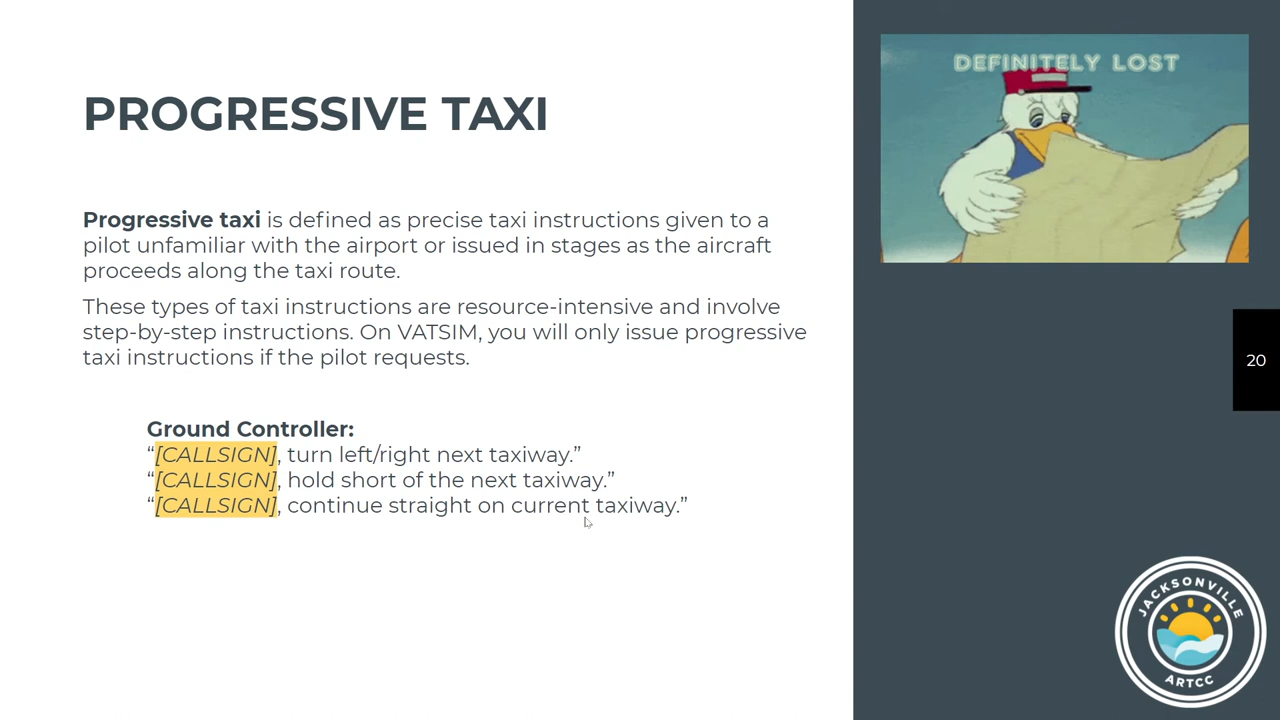 PROGRESSIVE TAXI
Progressive taxi is defined as precise taxi instructions given to a
pilot unfamiliar with the airport or issued in stages as the aircraft
proceeds along the taxi route.
These types of taxi instructions are resource-intensive and involve
step-by-step instructions. On VATSIM, you will only issue progressive
taxi instructions if the pilot requests.
Ground Controller:
“[CALLSIGN], turn left/right next taxiway.”
“[CALLSIGN], hold short of the next taxiway.”
“[CALLSIGN], continue straight on current taxiway.”
DEFINITELY LOST
20
JACKSONVILLE
ARTCC